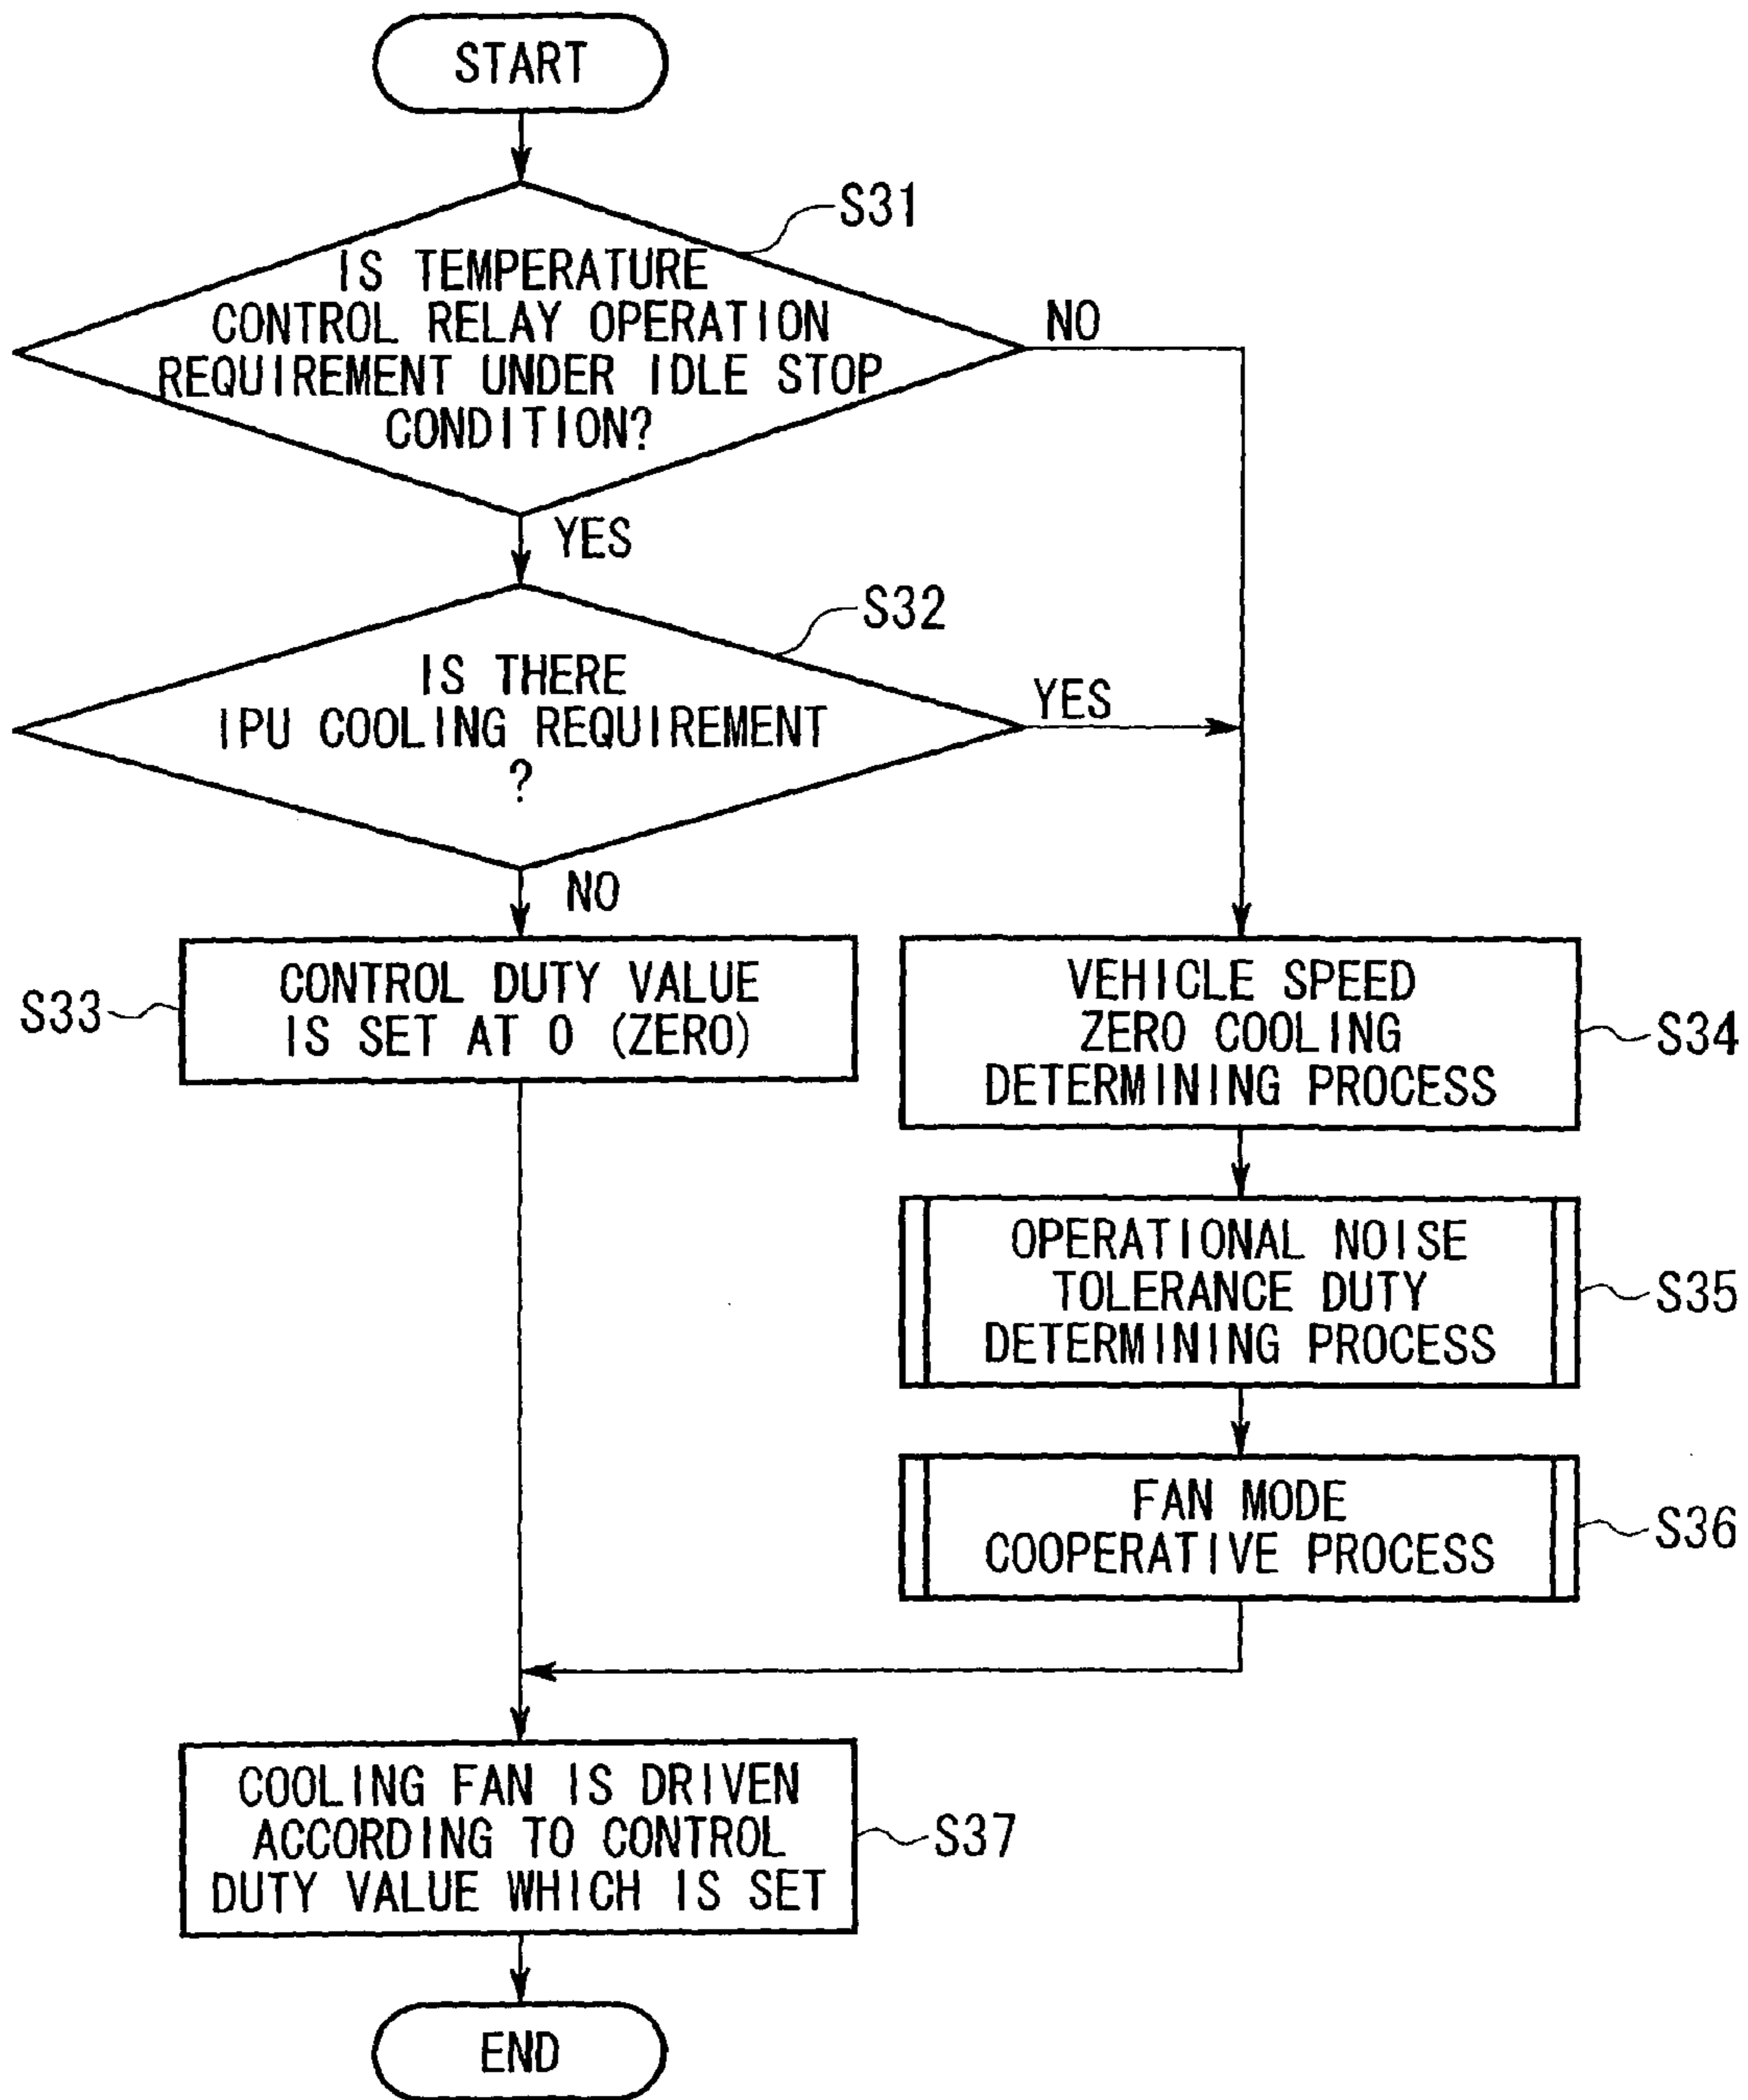 START
S31
IS TEMPERATURE
CONTROL RELAY OPERATION
REQUIREMENT UNDER IDLE STOP
CONDITION?
NO
YES
S32
IS THERE
IPU COOLING REQUIREMENT
?
YES
NO
S33
CONTROL DUTY VALUE
IS SET AT 0 (ZERO)
VEHICLE SPEED
ZERO COOLING
DETERMINING PROCESS
S34
OPERATIONAL NOISE
TOLERANCE DUTY
DETERMINING PROCESS
S35
FAN MODE
COOPERATIVE PROCESS
S36
COOLING FAN IS DRIVEN
ACCORDING TO CONTROL
DUTY VALUE WHICH IS SET
S37
END